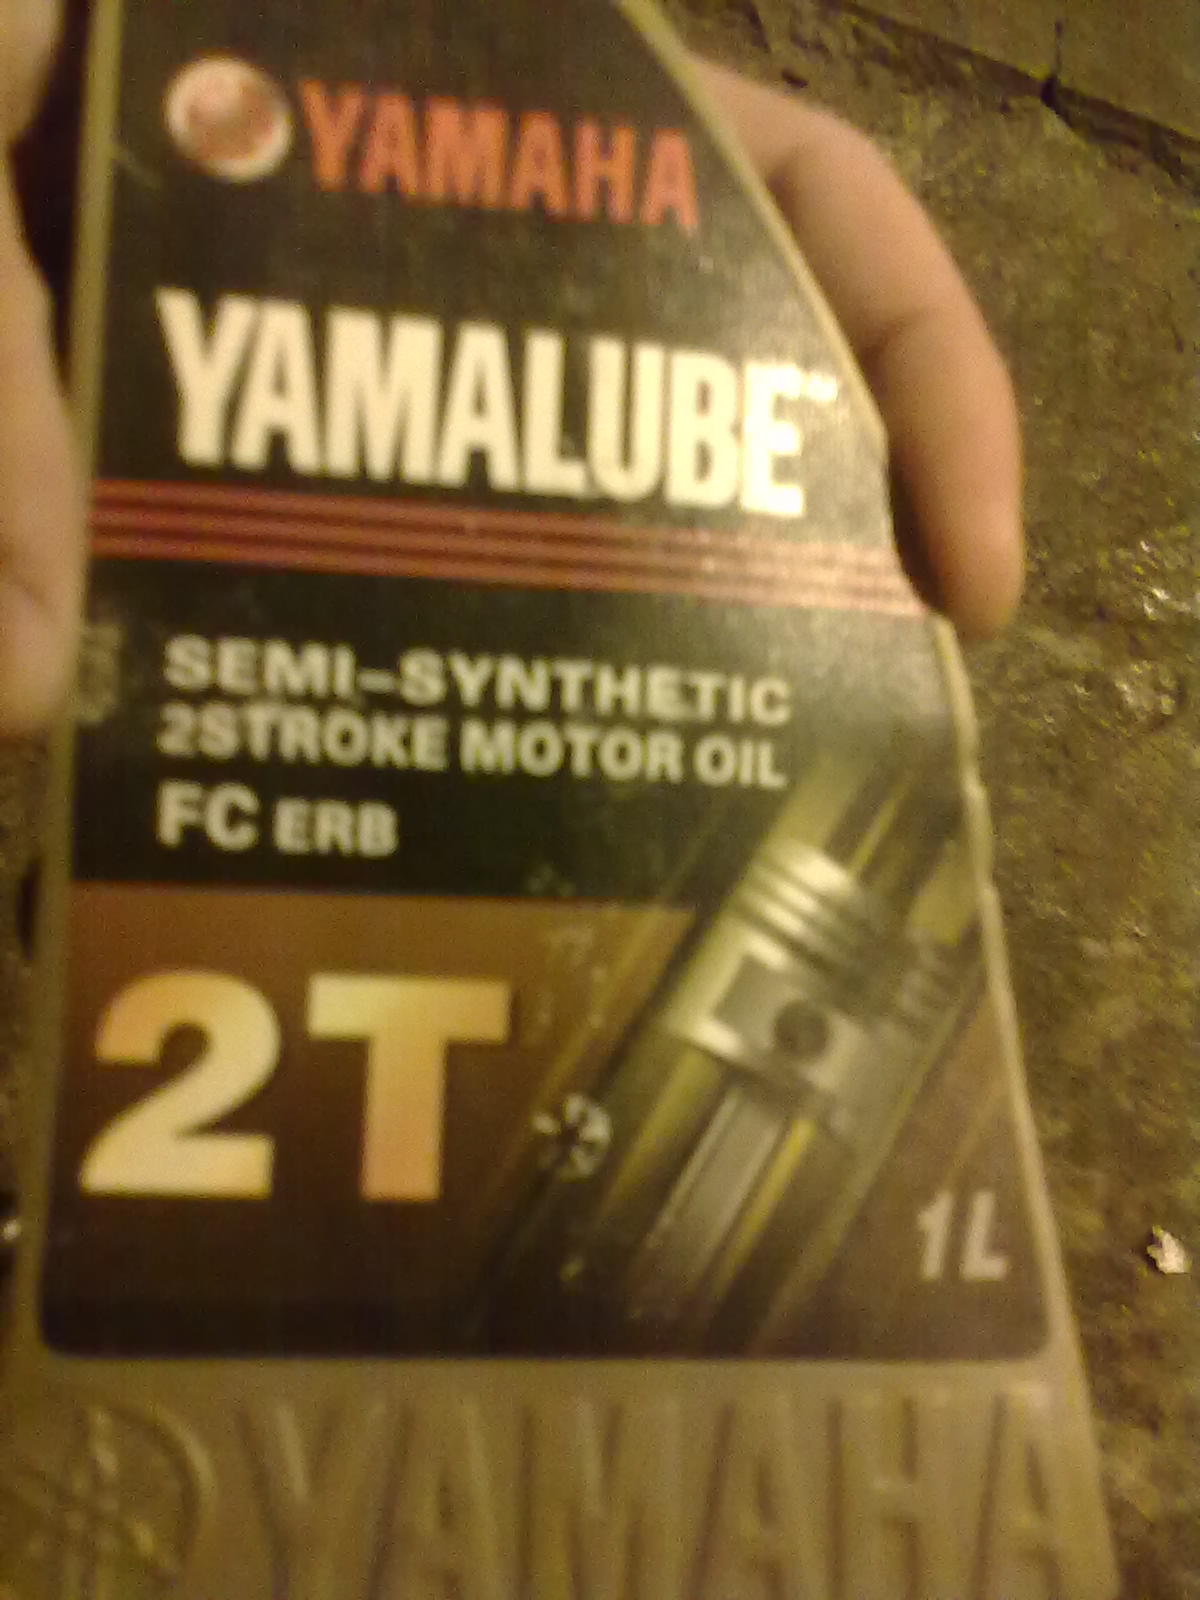 YAMAHA
YAMALUBE
SEMI-SYNTHETIC
2STROKE MOTOR OIL
FC ERB
2T
1L
YAMAHA